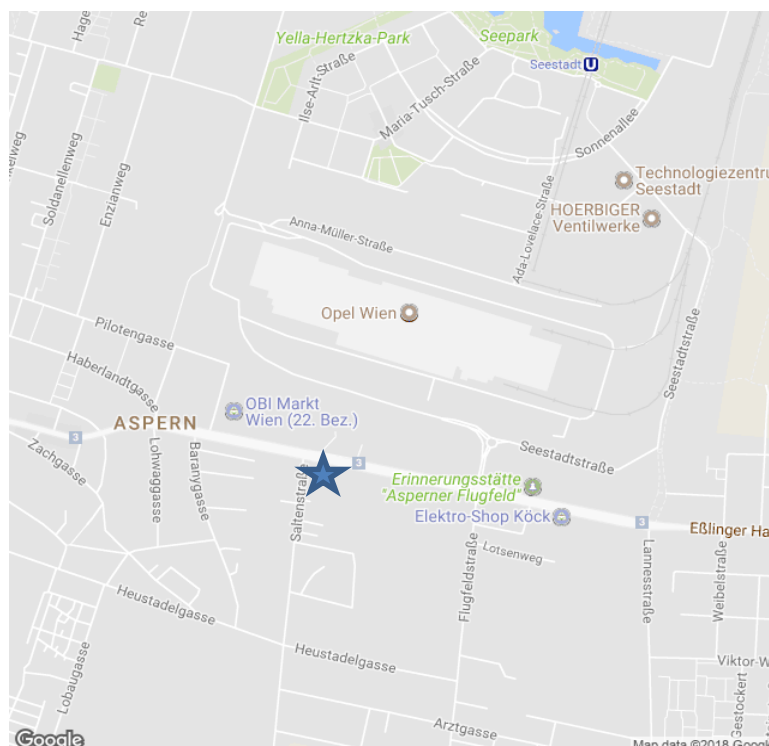 Yella-Hertzka-Park
Seepark
Seestadt U
Ilse-Arlt-Straße
Maria-Tusch-Straße
Sonnenallee
Soldanellenweg
Enzianweg
Technologiezentru
Seestadt
HOERBIGER
Ventilwerke
Anna-Müller-Straße
Ada-Lovelace-Straße
Opel Wien
Pilotengasse
Seestadtstraße
Haberlandtgasse
OBI Markt
Wien (22. Bez.)
ASPERN
3
Zachgasse
Lohwaggasse
Baranygasse
Saltenstraße
3
Seestadtstraße
Erinnerungsstätte
"Asperner Flugfeld"
Elektro-Shop Köck
3
Eßlinger Ha
Lotsenweg
Flugfeldstraße
Lannesstraße
Weibelstraße
Heustadelgasse
Heustadelgasse
Lobaugasse
Viktor-W
Gestockert
Arztgasse
Google
Map data ©2018 Google